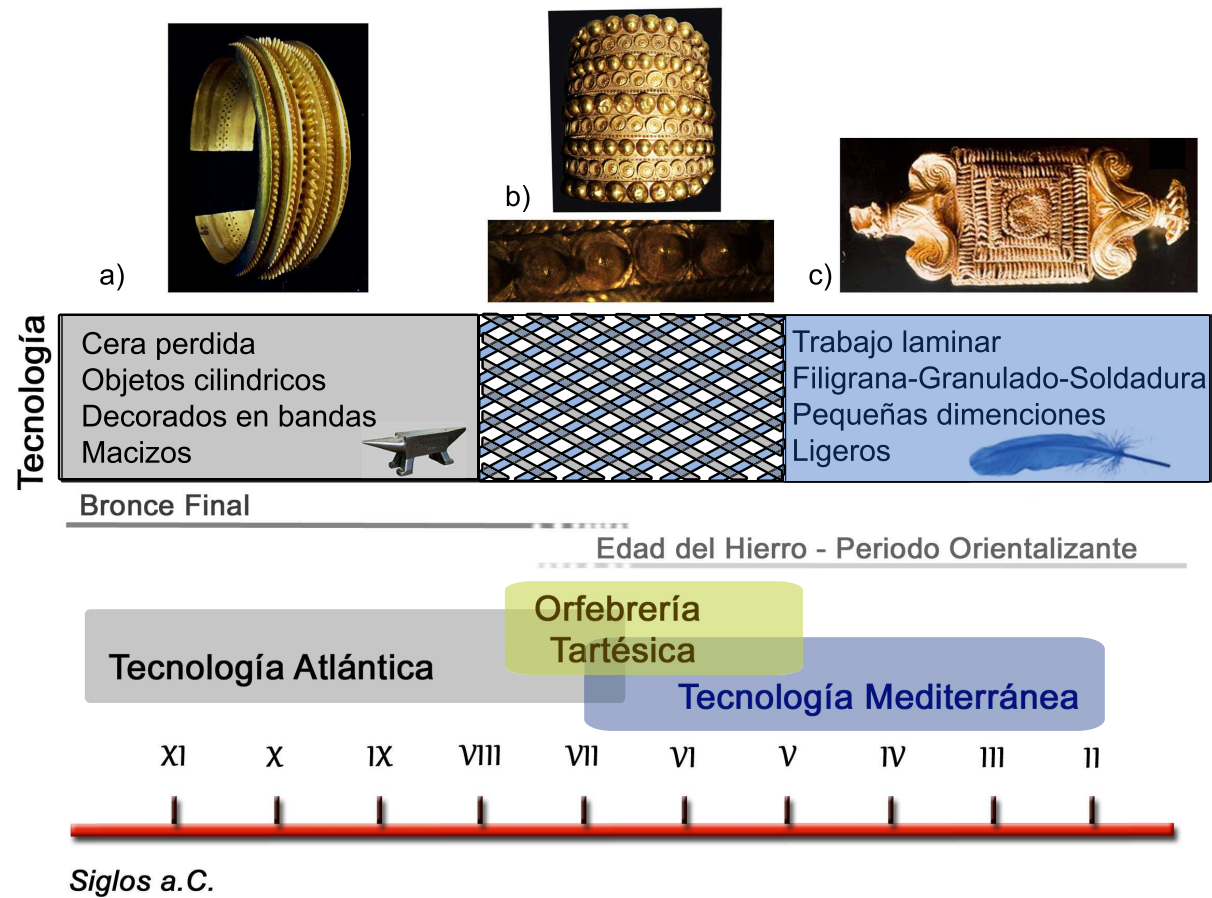 a)
b)
c)
Tecnología
Cera perdida
Objetos cilindricos
Decorados en bandas
Macizos
Trabajo laminar
Filigrana-Granulado-Soldadura
Pequeñas dimenciones
Ligeros
Bronce Final
Edad del Hierro - Periodo Orientalizante
Orfebrería
Tartésica
Tecnología Atlántica
Tecnología Mediterránea
XI X IX VIII VII VI V IV III II
Siglos a.C.